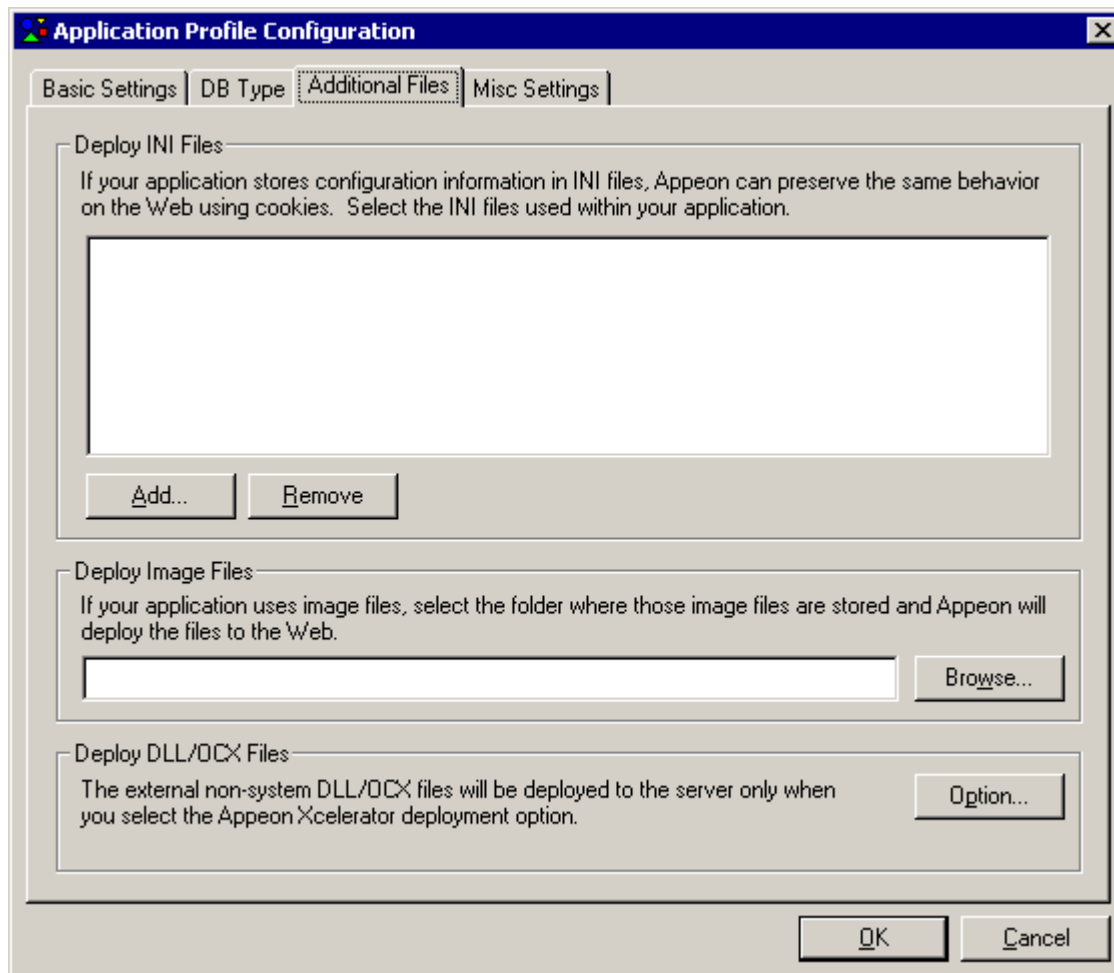 Application Profile Configuration
Basic Settings DB Type Additional Files Misc Settings
Deploy INI Files
If your application stores configuration information in INI files, Appeon can preserve the same behavior
on the Web using cookies.  Select the INI files used within your application.
Add... Remove
Deploy Image Files
If your application uses image files, select the folder where those image files are stored and Appeon will
deploy the files to the Web.
Browse...
Deploy DLL/OCX Files
The external non-system DLL/OCX files will be deployed to the server only when
you select the Appeon Xcelerator deployment option.
Option...
OK Cancel